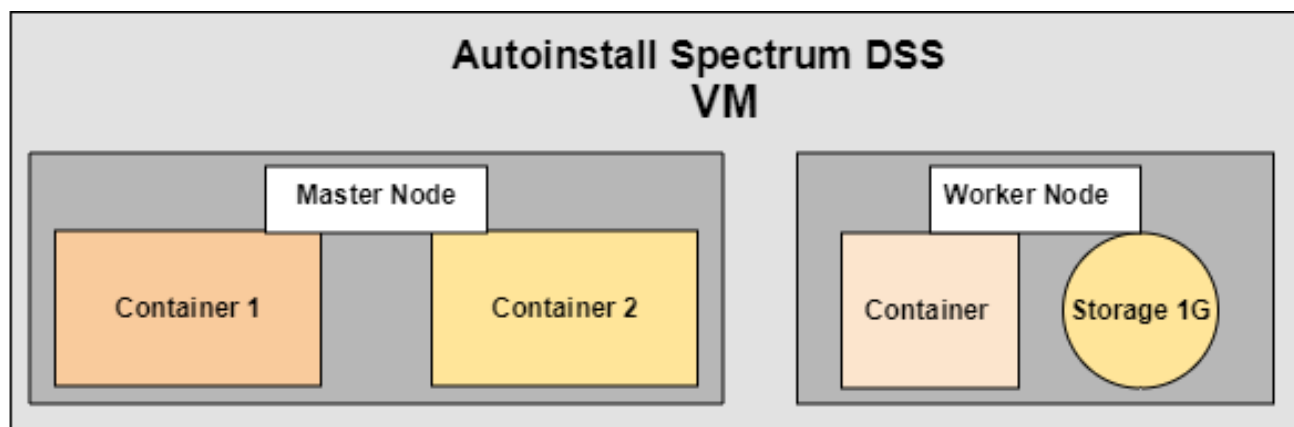 Autoinstall Spectrum DSS
VM
Master Node
Container 1
Container 2
Worker Node
Container
Storage 1G